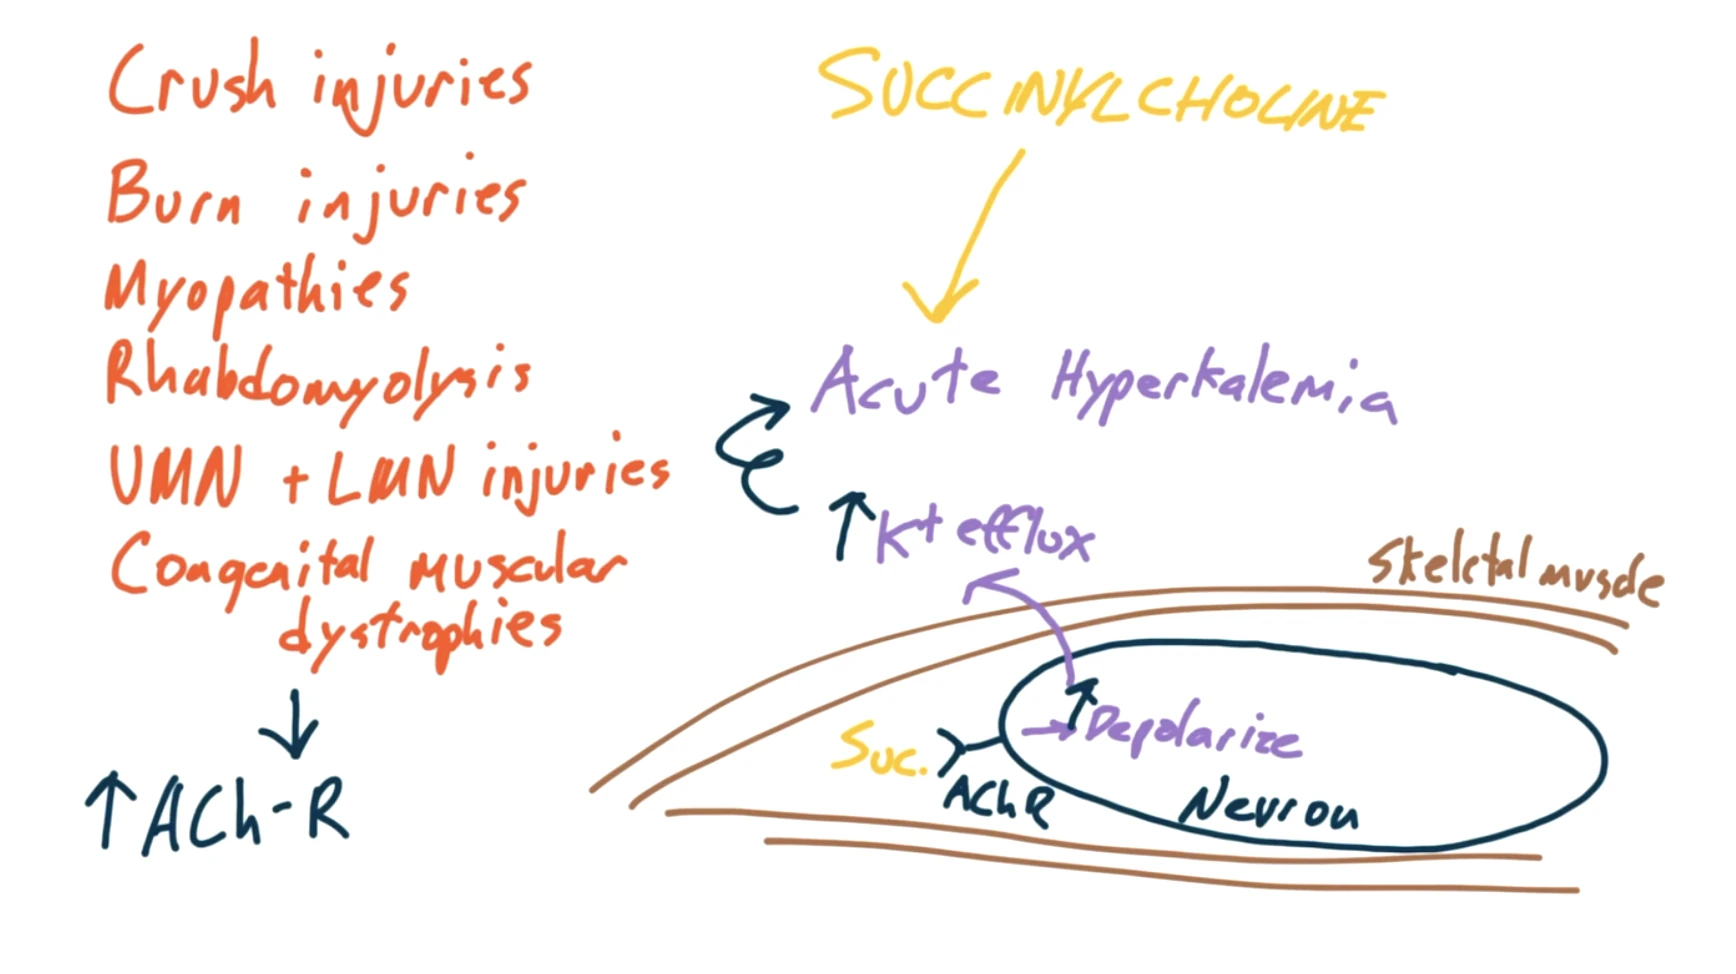 Crush injuries
Burn injuries
Myopathies
Rhabdomyolysis
UMN + LMN injuries
Congenital muscular
dystrophies
↑ ACh-R
SUCCINYLCHOLINE
Acute Hyperkalemia
↑ K+ efflux
Skeletal muscle
Suc.
AChR
↑ Depolarize
Neuron